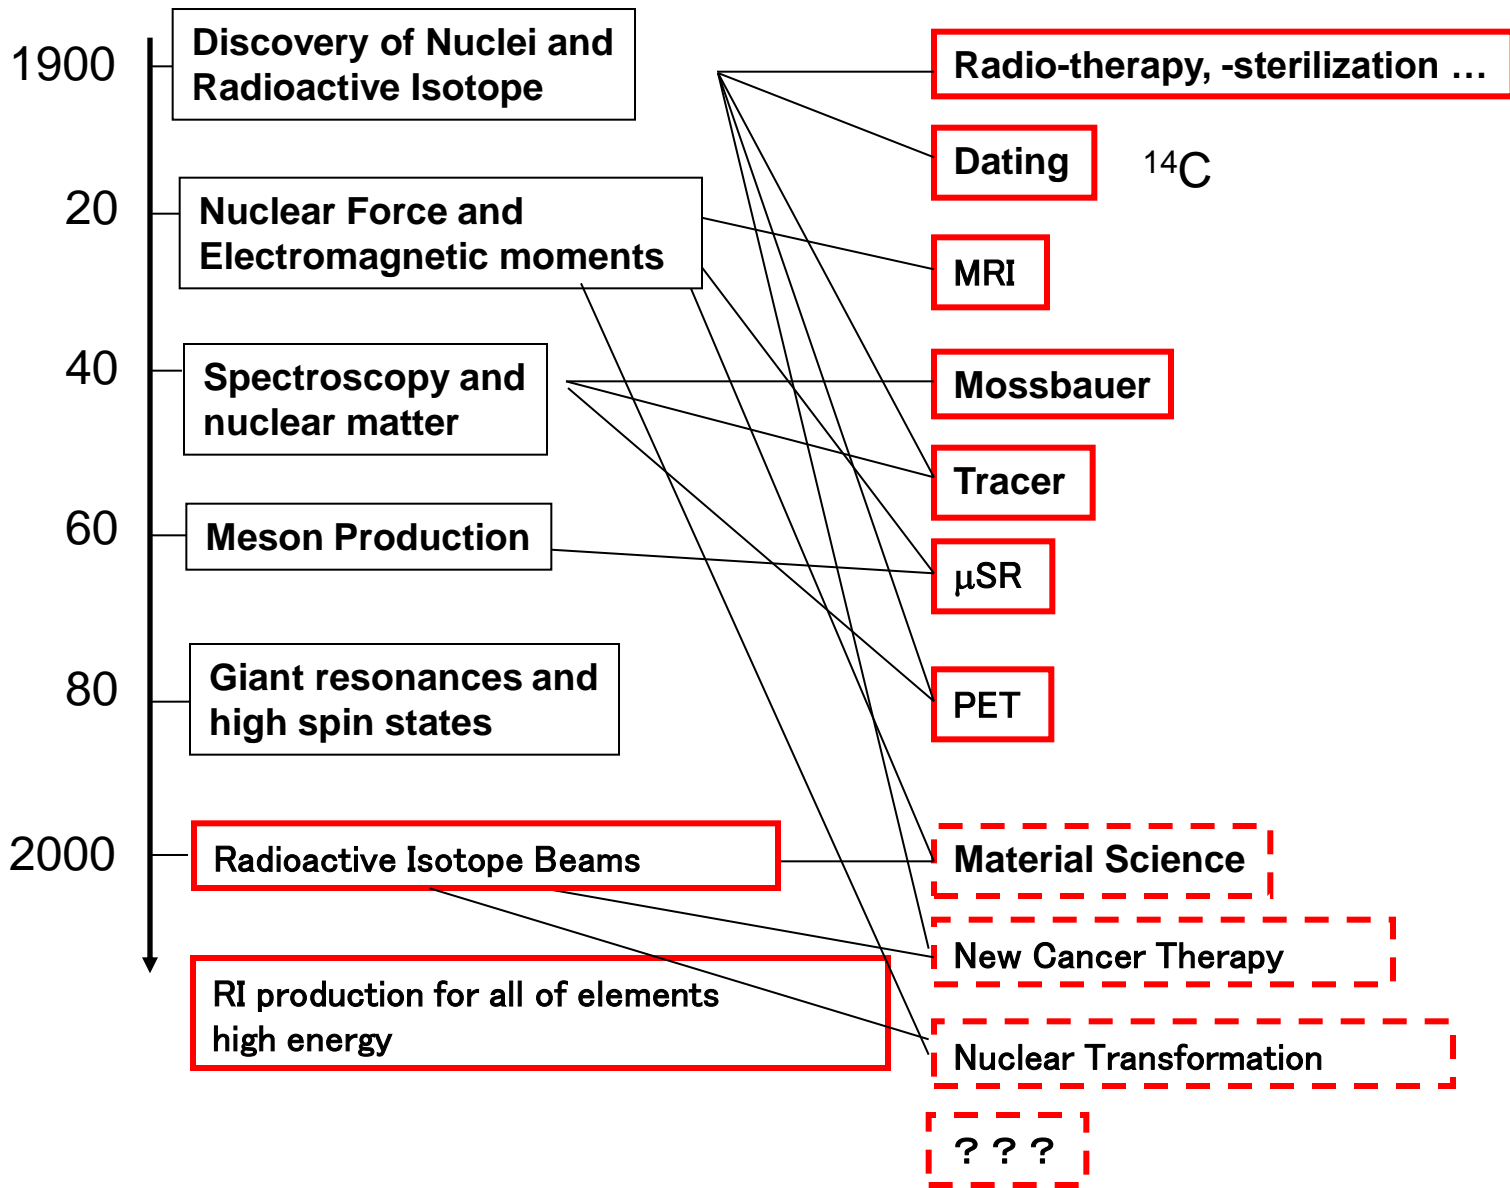 1900
Discovery of Nuclei and
Radioactive Isotope
Radio-therapy, -sterilization …
Dating
¹⁴C
20
Nuclear Force and
Electromagnetic moments
MRI
40
Spectroscopy and
nuclear matter
Mossbauer
Tracer
60
Meson Production
μSR
80
Giant resonances and
high spin states
PET
2000
Radioactive Isotope Beams
Material Science
New Cancer Therapy
RI production for all of elements
high energy
Nuclear Transformation
？？？